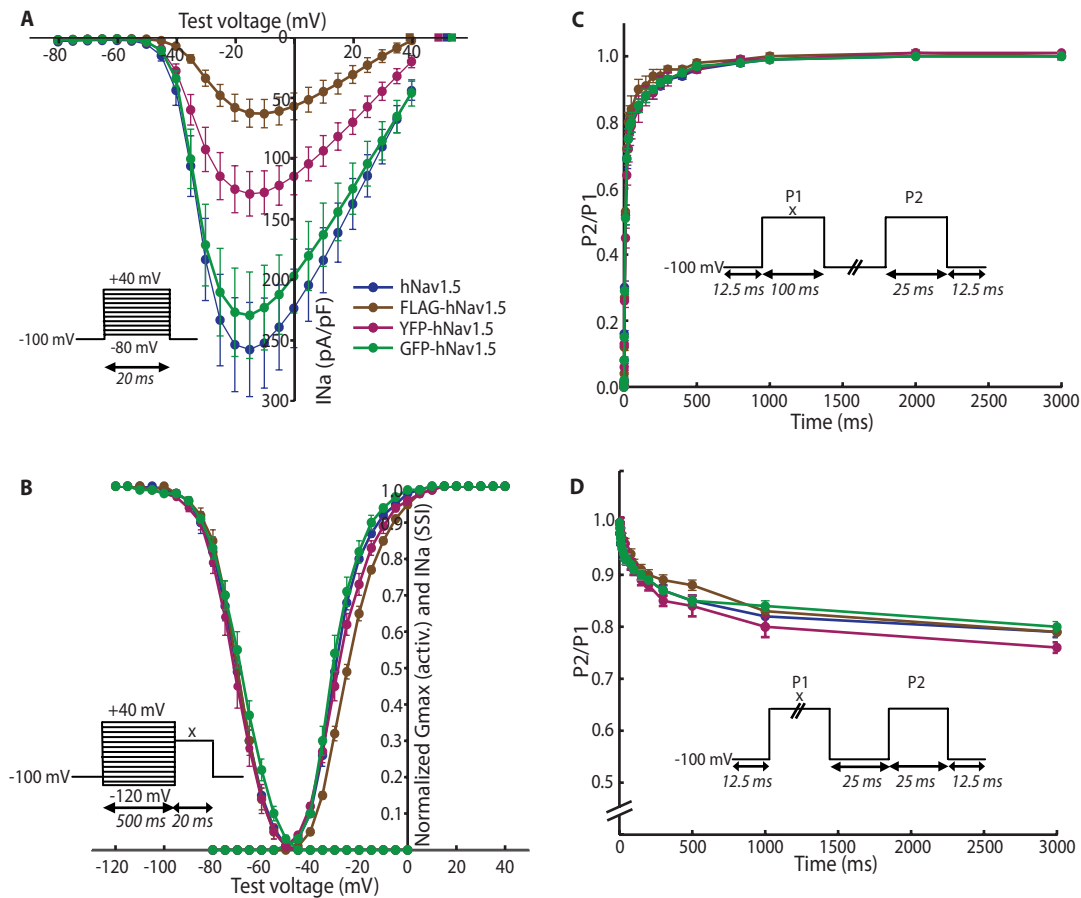 A
Test voltage (mV)
-80 -60 -40 -20 0 20 40
50
100
150
200
250
300
INa (pA/pF)
+40 mV
-100 mV
-80 mV
20 ms
hNav1.5
FLAG-hNav1.5
YFP-hNav1.5
GFP-hNav1.5
C
1.0
0.8
0.6
0.4
0.2
0.0
P2/P1
P1
x
P2
-100 mV
12.5 ms 100 ms 25 ms 12.5 ms
0 500 1000 1500 2000 2500 3000
Time (ms)
B
1.0
0.9
0.8
0.7
0.6
0.5
0.4
0.3
0.2
0.1
Normalized Gmax (activ.) and INa (SSI)
+40 mV
x
-100 mV
-120 mV
500 ms 20 ms
-120 -100 -80 -60 -40 -20 0 20 40
Test voltage (mV)
D
1.0
0.9
0.8
0.7
0.6
0.5
P2/P1
P1
x
P2
-100 mV
12.5 ms 25 ms 25 ms 12.5 ms
0 500 1000 1500 2000 2500 3000
Time (ms)